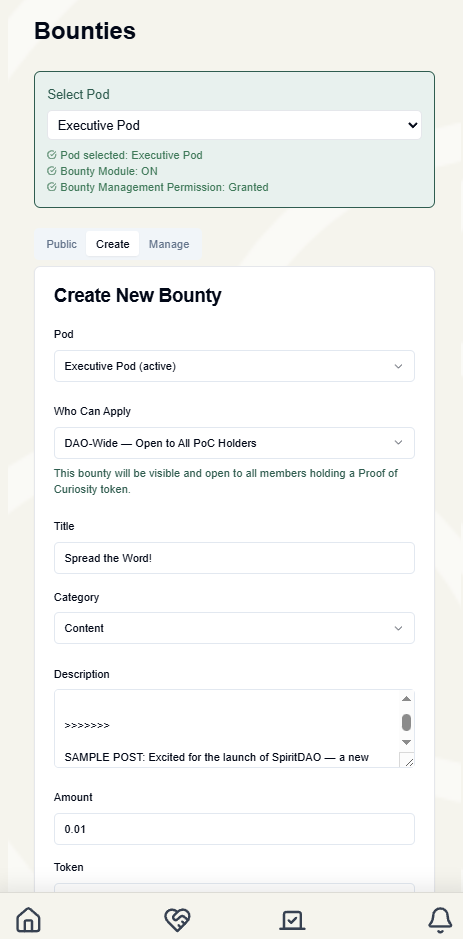 Bounties
Select Pod
Executive Pod
Pod selected: Executive Pod
Bounty Module: ON
Bounty Management Permission: Granted
Public Create Manage
Create New Bounty
Pod
Executive Pod (active)
Who Can Apply
DAO-Wide — Open to All PoC Holders
This bounty will be visible and open to all members holding a Proof of
Curiosity token.
Title
Spread the Word!
Category
Content
Description
>>>>>>>
SAMPLE POST: Excited for the launch of SpiritDAO — a new
Amount
0.01
Token